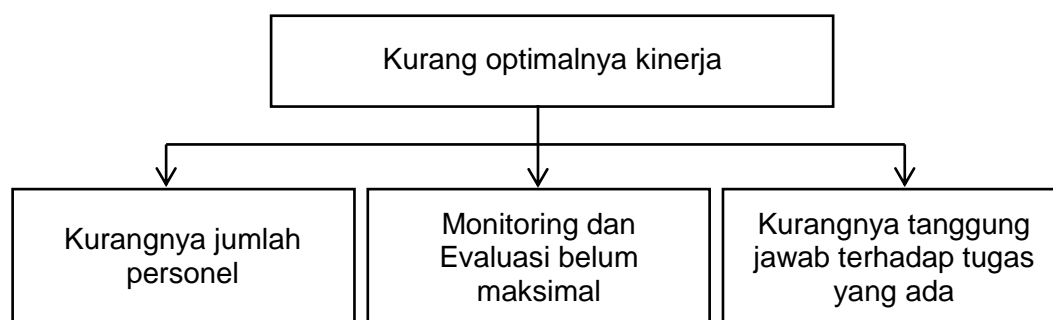 Kurang optimalnya kinerja
Kurangnya jumlah
personel
Monitoring dan
Evaluasi belum
maksimal
Kurangnya tanggung
jawab terhadap tugas
yang ada